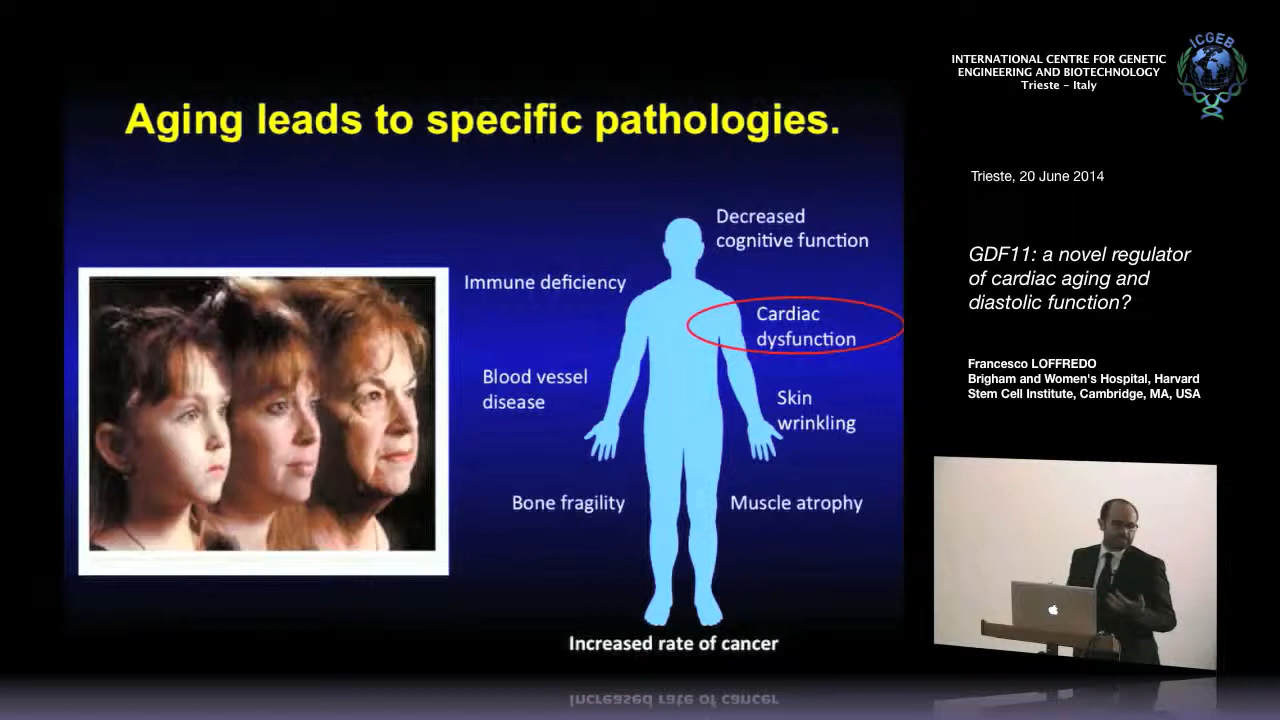 Aging leads to specific pathologies.
Decreased
cognitive function
Immune deficiency
Cardiac
dysfunction
Blood vessel
disease
Skin
wrinkling
Bone fragility
Muscle atrophy
Increased rate of cancer
INTERNATIONAL CENTRE FOR GENETIC
ENGINEERING AND BIOTECHNOLOGY
Trieste - Italy
ICGEB
Trieste, 20 June 2014
GDF11: a novel regulator
of cardiac aging and
diastolic function?
Francesco LOFFREDO
Brigham and Women's Hospital, Harvard
Stem Cell Institute, Cambridge, MA, USA